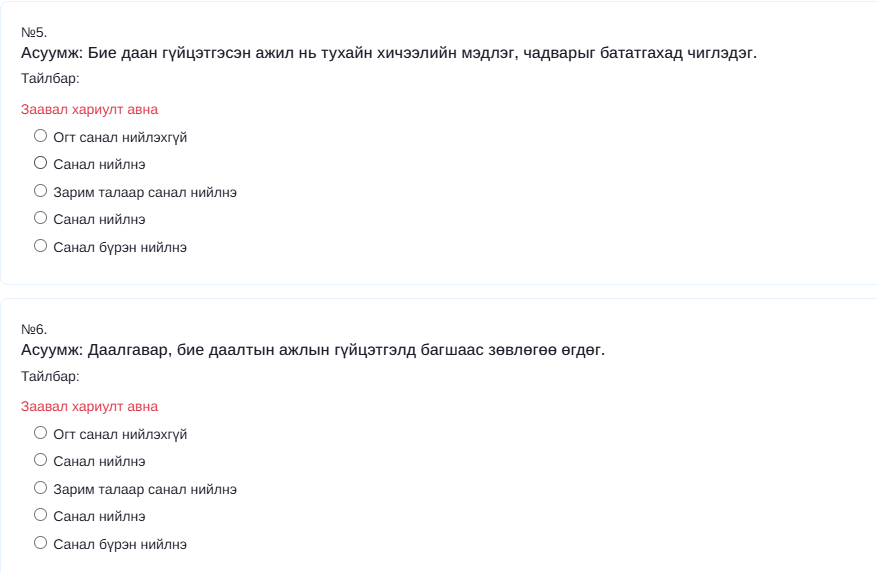 №5.
Асуумж: Бие даан гүйцэтгэсэн ажил нь тухайн хичээлийн мэдлэг, чадварыг бататгахад чиглэдэг.
Тайлбар:
Заавал хариулт авна
Огт санал нийлэхгүй
Санал нийлнэ
Зарим талаар санал нийлнэ
Санал нийлнэ
Санал бүрэн нийлнэ
№6.
Асуумж: Даалгавар, бие даалтын ажлын гүйцэтгэлд багшаас зөвлөгөө өгдөг.
Тайлбар:
Заавал хариулт авна
Огт санал нийлэхгүй
Санал нийлнэ
Зарим талаар санал нийлнэ
Санал нийлнэ
Санал бүрэн нийлнэ